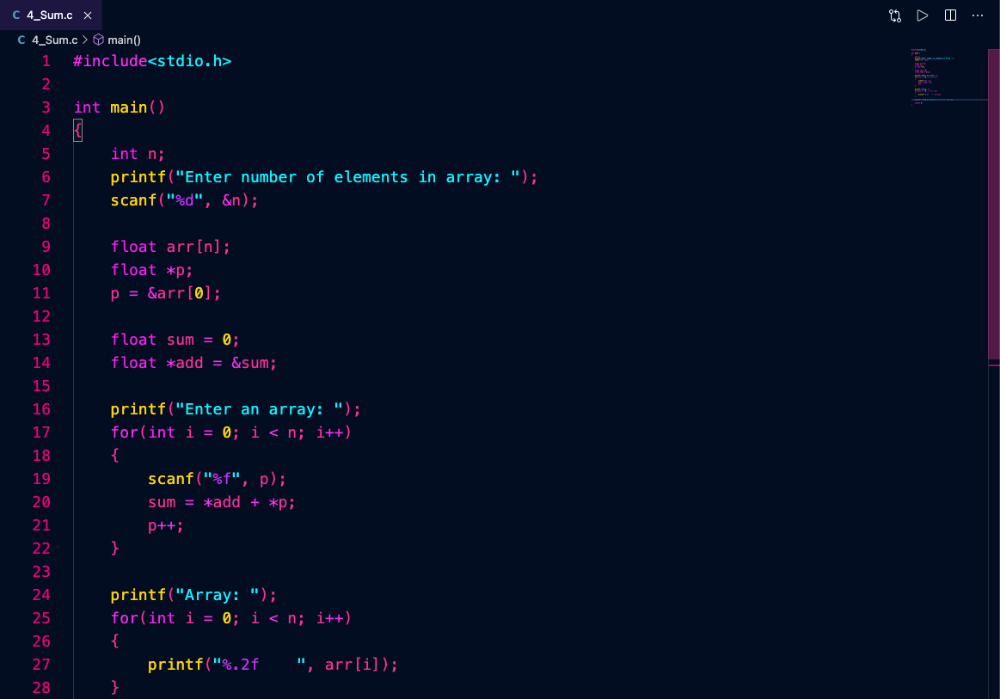 C 4_Sum.c ×
C 4_Sum.c > main()
1 #include<stdio.h>
2
3 int main()
4 {
5     int n;
6     printf("Enter number of elements in array: ");
7     scanf("%d", &n);
8
9     float arr[n];
10     float *p;
11     p = &arr[0];
12
13     float sum = 0;
14     float *add = &sum;
15
16     printf("Enter an array: ");
17     for(int i = 0; i < n; i++)
18     {
19         scanf("%f", p);
20         sum = *add + *p;
21         p++;
22     }
23
24     printf("Array: ");
25     for(int i = 0; i < n; i++)
26     {
27         printf("%.2f    ", arr[i]);
28     }